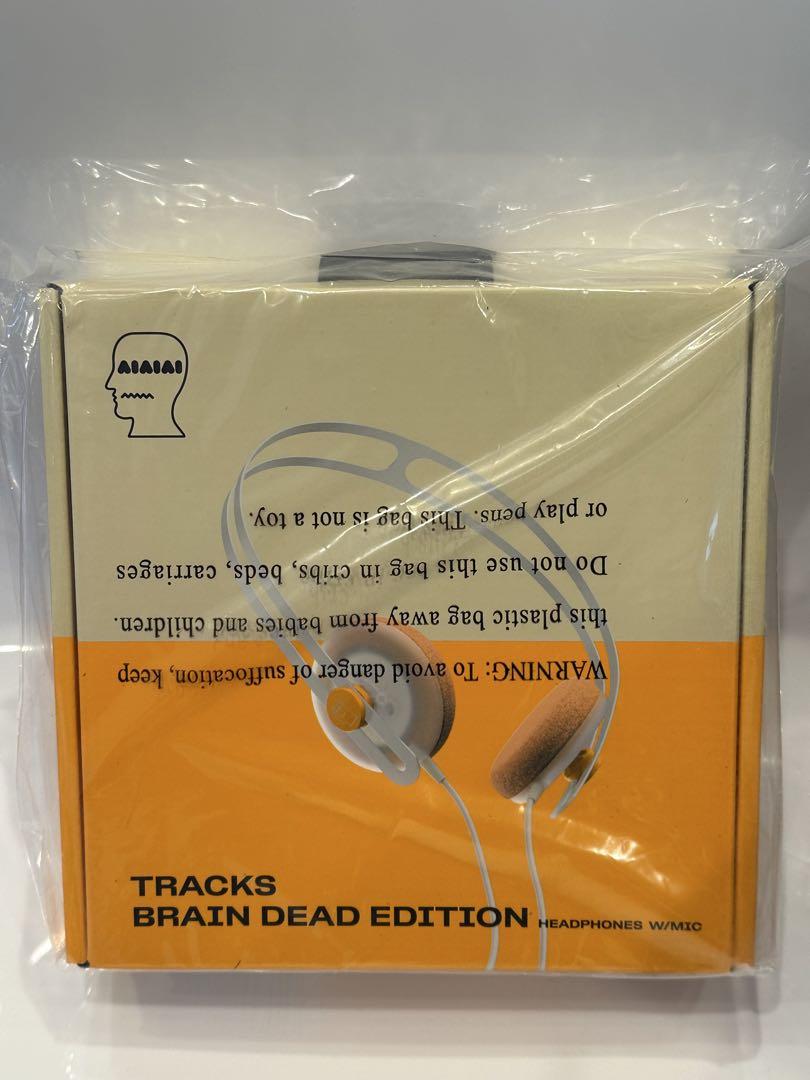 AIAIAI
WARNING: To avoid danger of suffocation, keep
this plastic bag away from babies and children.
Do not use this bag in cribs, beds, carriages
or play pens. This bag is not a toy.
TRACKS
BRAIN DEAD EDITION HEADPHONES W/MIC